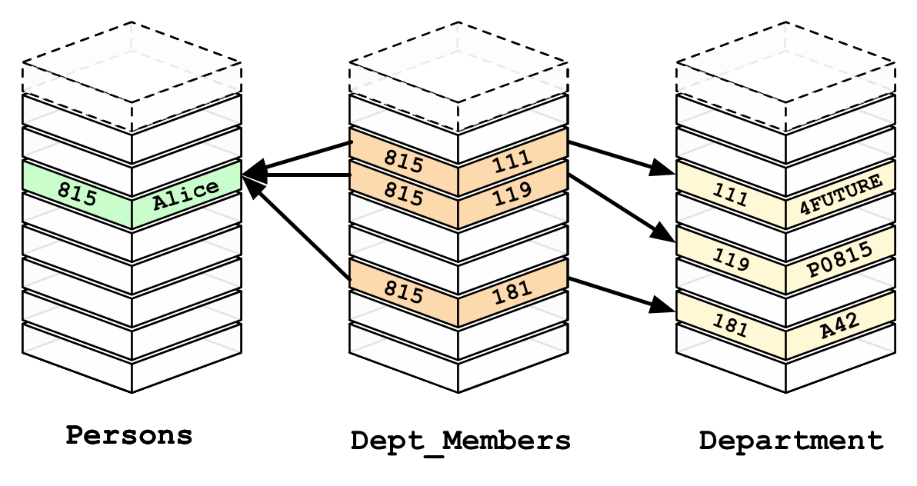 815 Alice
815 111
815 119
815 181
111 4FUTURE
119 P0815
181 A42
Persons
Dept_Members
Department